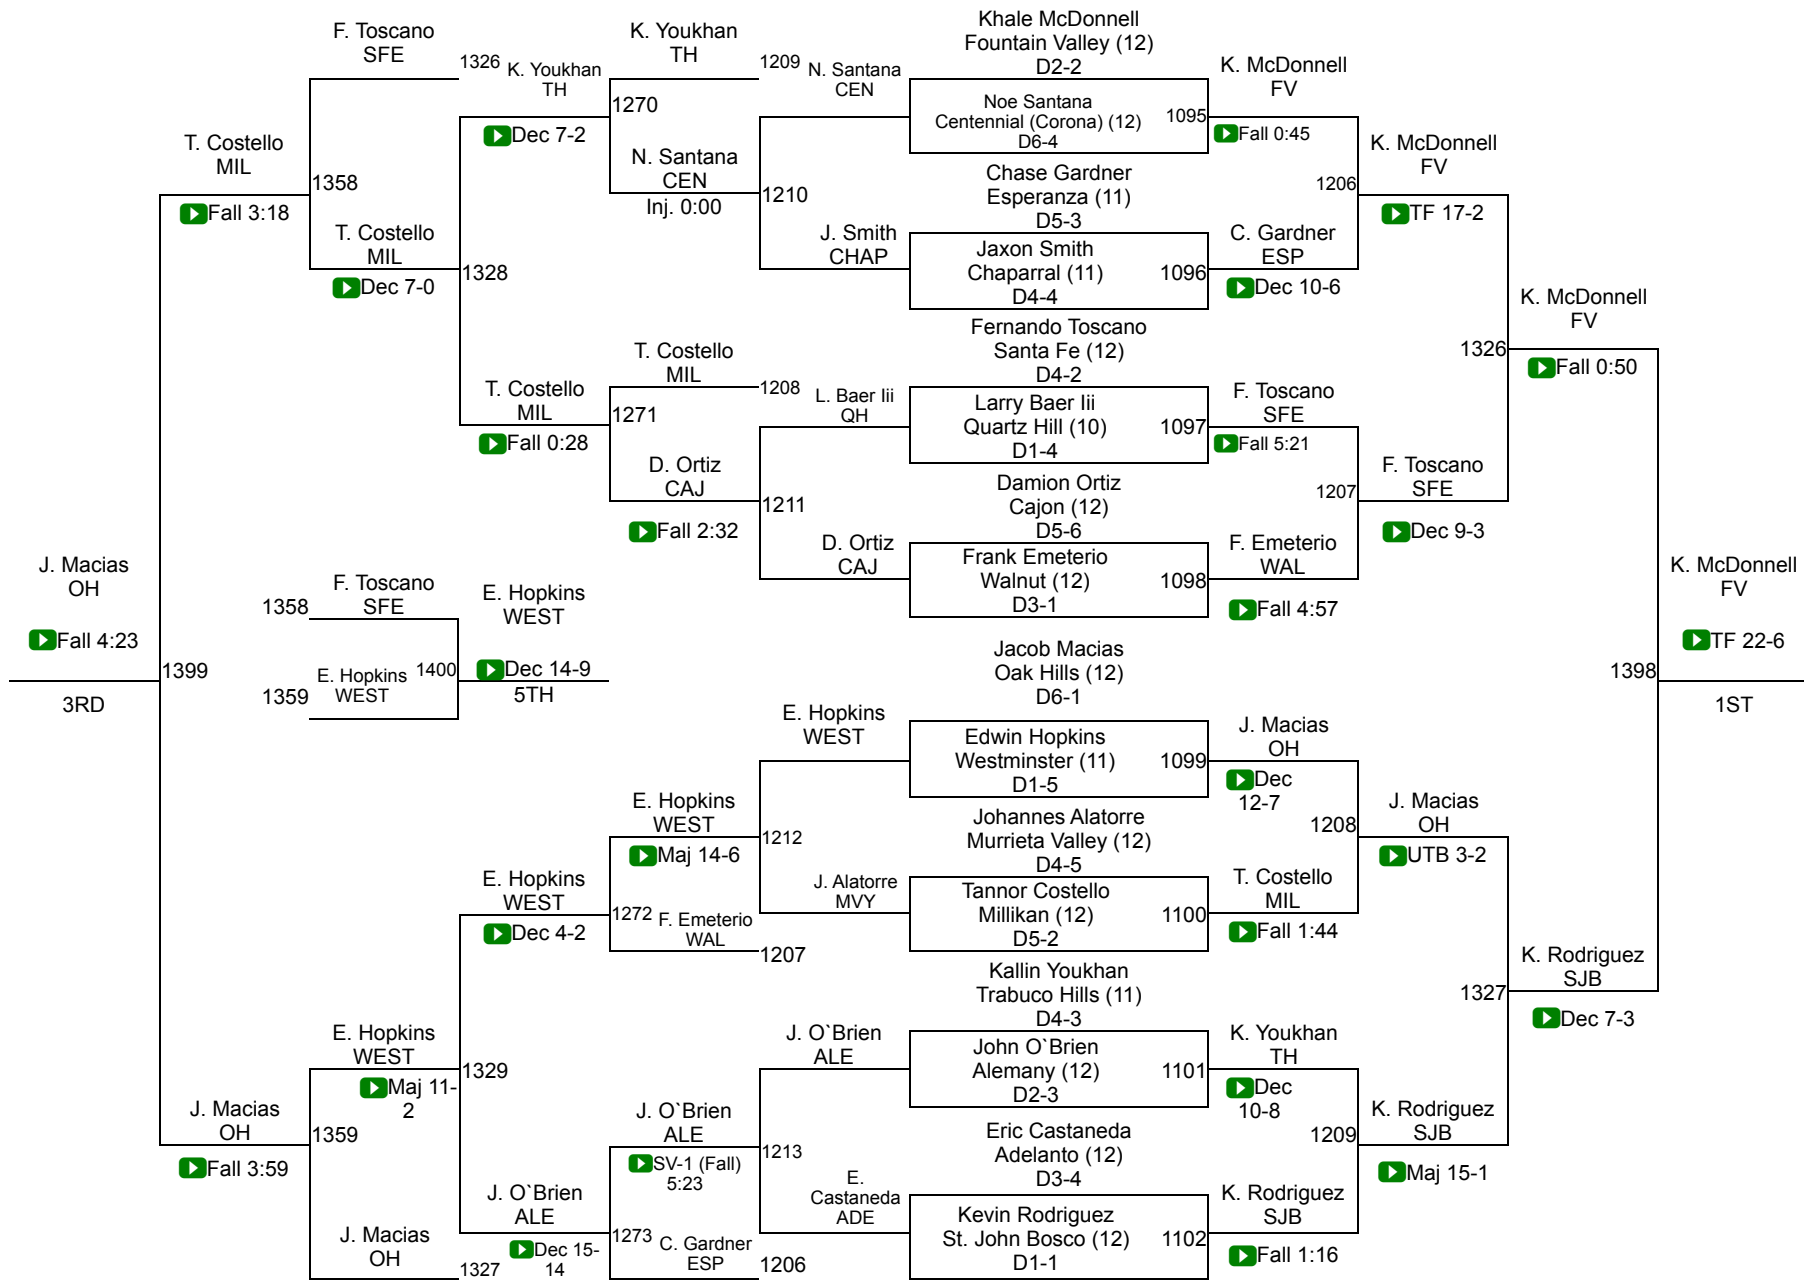 F. Toscano
SFE
1326
K. Youkhan
TH
Dec 7-2
K. Youkhan
TH
1209
1270
N. Santana
CEN
Inj. 0:00
N. Santana
CEN
1210
J. Smith
CHAP
T. Costello
MIL
Fall 3:18
1358
T. Costello
MIL
Dec 7-0
1328
T. Costello
MIL
Fall 0:28
T. Costello
MIL
1208
1271
D. Ortiz
CAJ
Fall 2:32
L. Baer Iii
QH
1211
D. Ortiz
CAJ
J. Macias
OH
Fall 4:23
3RD
1399
1358
F. Toscano
SFE
1359
E. Hopkins
WEST
1400
E. Hopkins
WEST
Dec 14-9
5TH
E. Hopkins
WEST
E. Hopkins
WEST
Maj 14-6
1212
J. Alatorre
MVY
E. Hopkins
WEST
Dec 4-2
1272
F. Emeterio
WAL
1207
E. Hopkins
WEST
Maj 11-
2
1329
J. Macias
OH
Fall 3:59
1359
J. Macias
OH
1327
J. O`Brien
ALE
Dec 15-
14
J. O`Brien
ALE
SV-1 (Fall)
5:23
1273
C. Gardner
ESP
1206
J. O`Brien
ALE
1213
E.
Castaneda
ADE
Khale McDonnell
Fountain Valley (12)
D2-2
Noe Santana
Centennial (Corona) (12)
D6-4
1095
Chase Gardner
Esperanza (11)
D5-3
Jaxon Smith
Chaparral (11)
D4-4
1096
Fernando Toscano
Santa Fe (12)
D4-2
Larry Baer Iii
Quartz Hill (10)
D1-4
1097
Damion Ortiz
Cajon (12)
D5-6
Frank Emeterio
Walnut (12)
D3-1
1098
Jacob Macias
Oak Hills (12)
D6-1
Edwin Hopkins
Westminster (11)
D1-5
1099
Johannes Alatorre
Murrieta Valley (12)
D4-5
Tannor Costello
Millikan (12)
D5-2
1100
Kallin Youkhan
Trabuco Hills (11)
D4-3
John O`Brien
Alemany (12)
D2-3
1101
Eric Castaneda
Adelanto (12)
D3-4
Kevin Rodriguez
St. John Bosco (12)
D1-1
1102
K. McDonnell
FV
Fall 0:45
1206
C. Gardner
ESP
Dec 10-6
K. McDonnell
FV
TF 17-2
F. Toscano
SFE
Fall 5:21
1207
F. Emeterio
WAL
Fall 4:57
F. Toscano
SFE
Dec 9-3
1326
K. McDonnell
FV
Fall 0:50
J. Macias
OH
Dec
12-7
1208
T. Costello
MIL
Fall 1:44
J. Macias
OH
UTB 3-2
K. Youkhan
TH
Dec
10-8
1209
K. Rodriguez
SJB
Fall 1:16
K. Rodriguez
SJB
Maj 15-1
1327
K. Rodriguez
SJB
Dec 7-3
1398
K. McDonnell
FV
TF 22-6
1ST